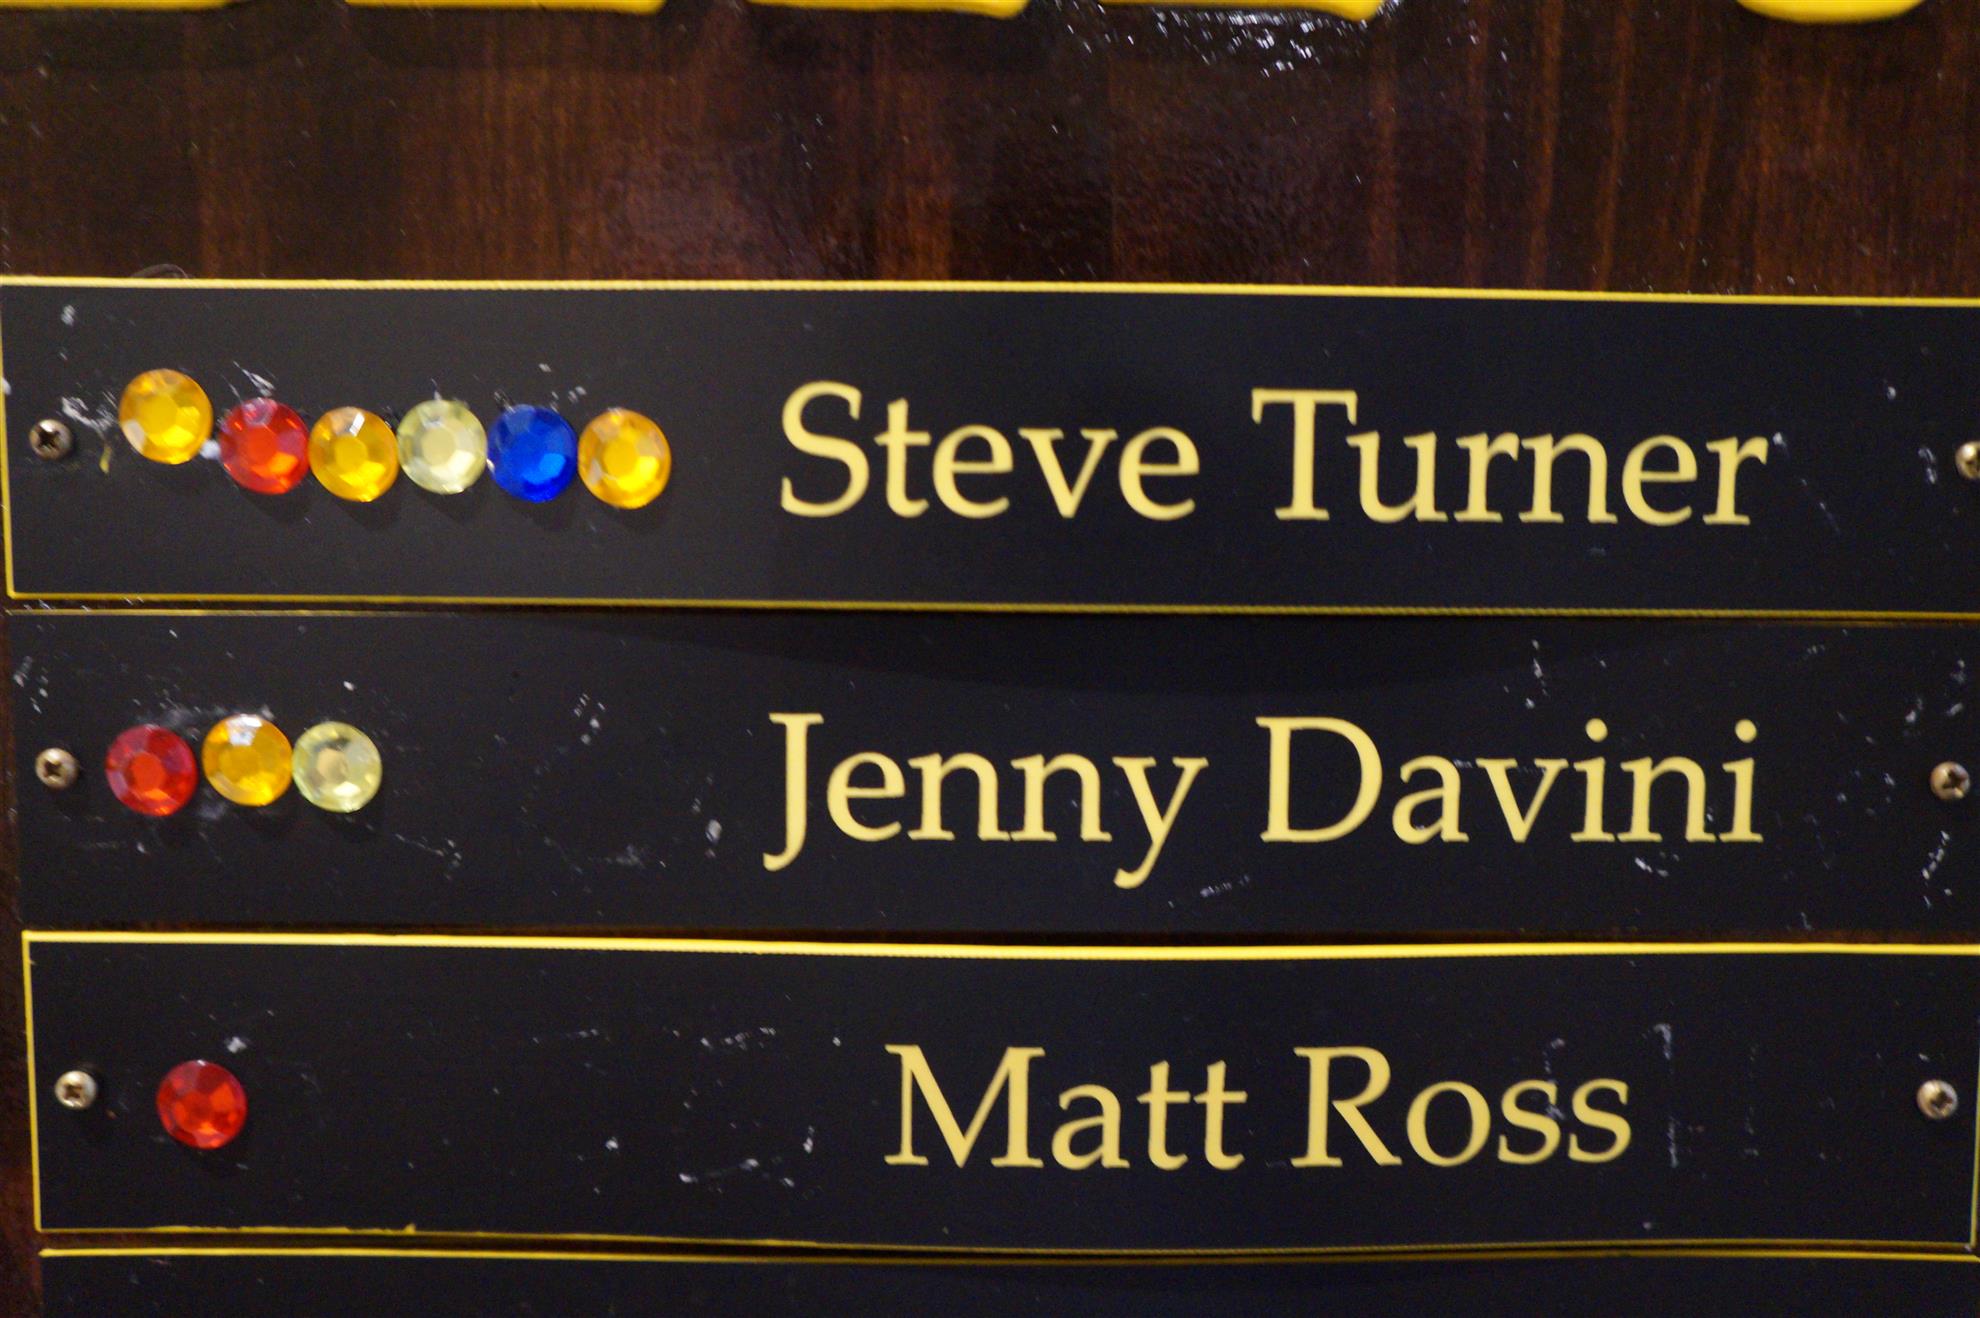 Steve Turner
Jenny Davini
Matt Ross